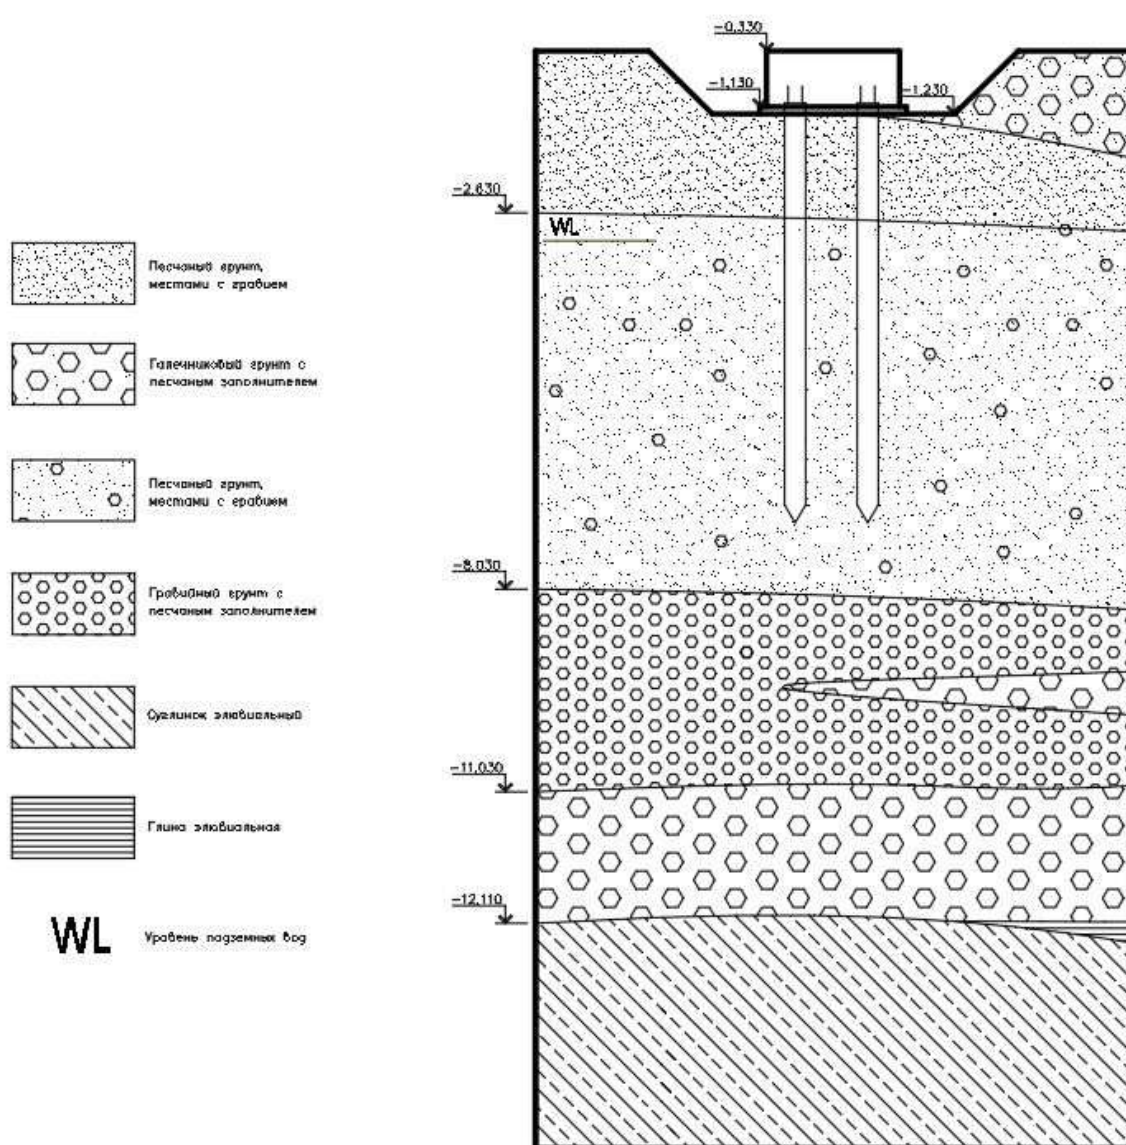 -0,330
-1,130
-1,230
-2,630
WL
Песчаный грунт,
местами с гравием
Галечниковый грунт с
песчаным заполнителем
Песчаный грунт,
местами с гравием
-8,030
Гравийный грунт с
песчаным заполнителем
Суглинок элювиальный
-11,030
Глина элювиальная
-12,110
WL
Уровень подземных вод